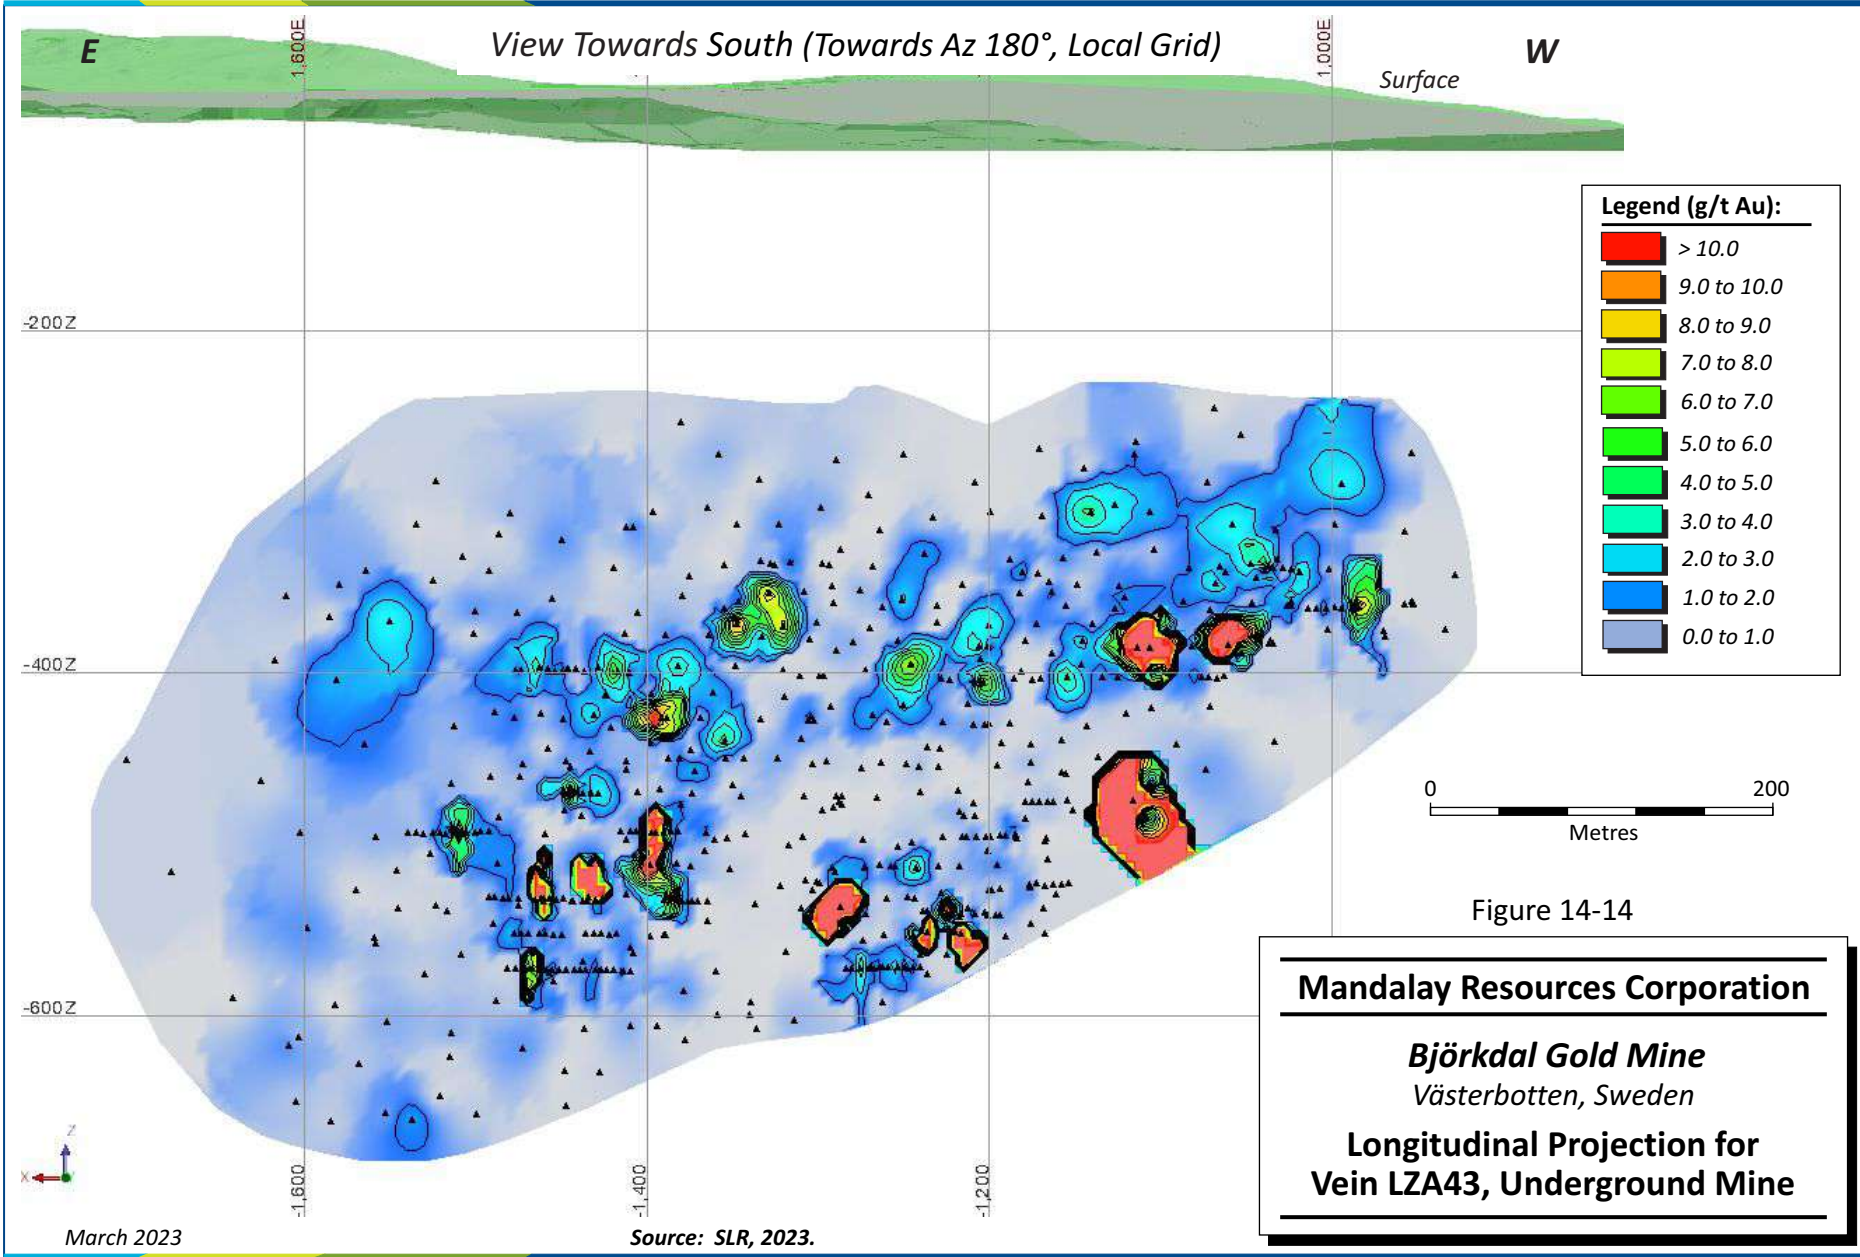 View Towards South (Towards Az 180°, Local Grid)
E
W
1,600E
1,000E
Surface
Legend (g/t Au):
> 10.0
9.0 to 10.0
8.0 to 9.0
7.0 to 8.0
6.0 to 7.0
5.0 to 6.0
4.0 to 5.0
3.0 to 4.0
2.0 to 3.0
1.0 to 2.0
0.0 to 1.0
-200Z
-400Z
-600Z
0 200
Metres
Figure 14-14
Mandalay Resources Corporation
Björkdal Gold Mine
Västerbotten, Sweden
Longitudinal Projection for
Vein LZA43, Underground Mine
Z
X
-1,600
-1,400
-1,200
March 2023
Source: SLR, 2023.